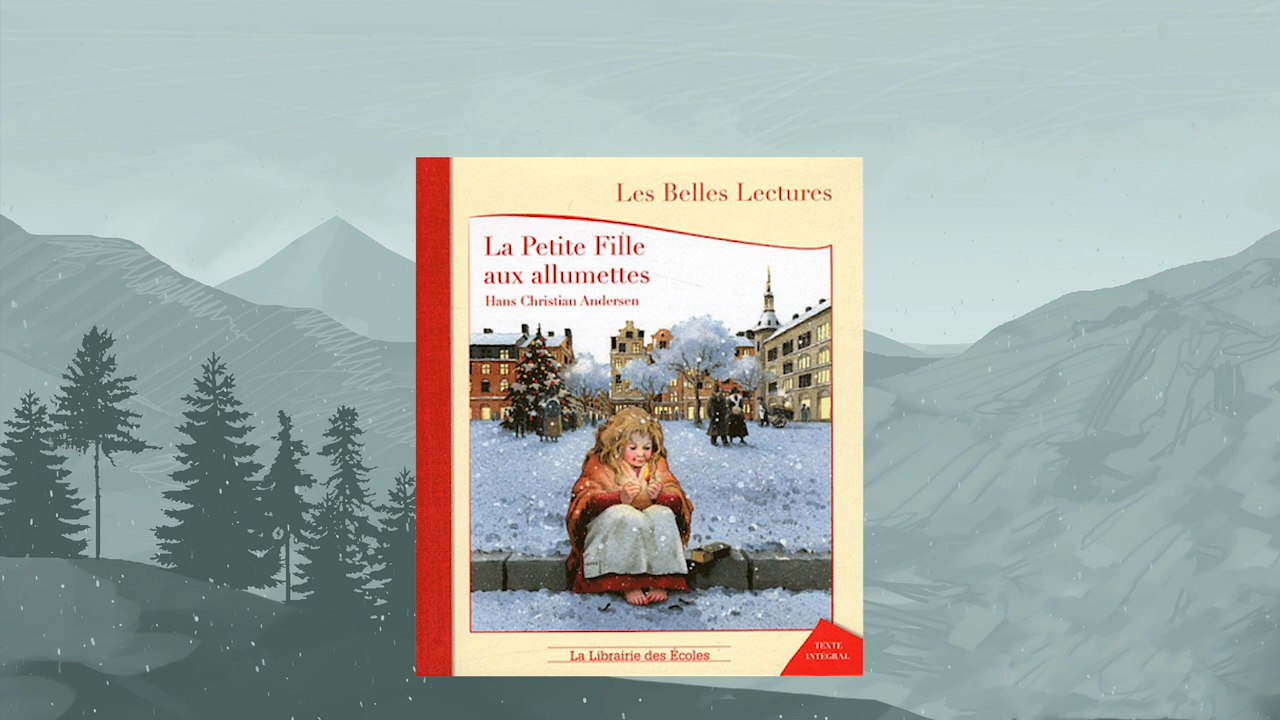 Les Belles Lectures
La Petite Fille
aux allumettes
Hans Christian Andersen
La Librairie des Écoles
TEXTE
INTÉGRAL